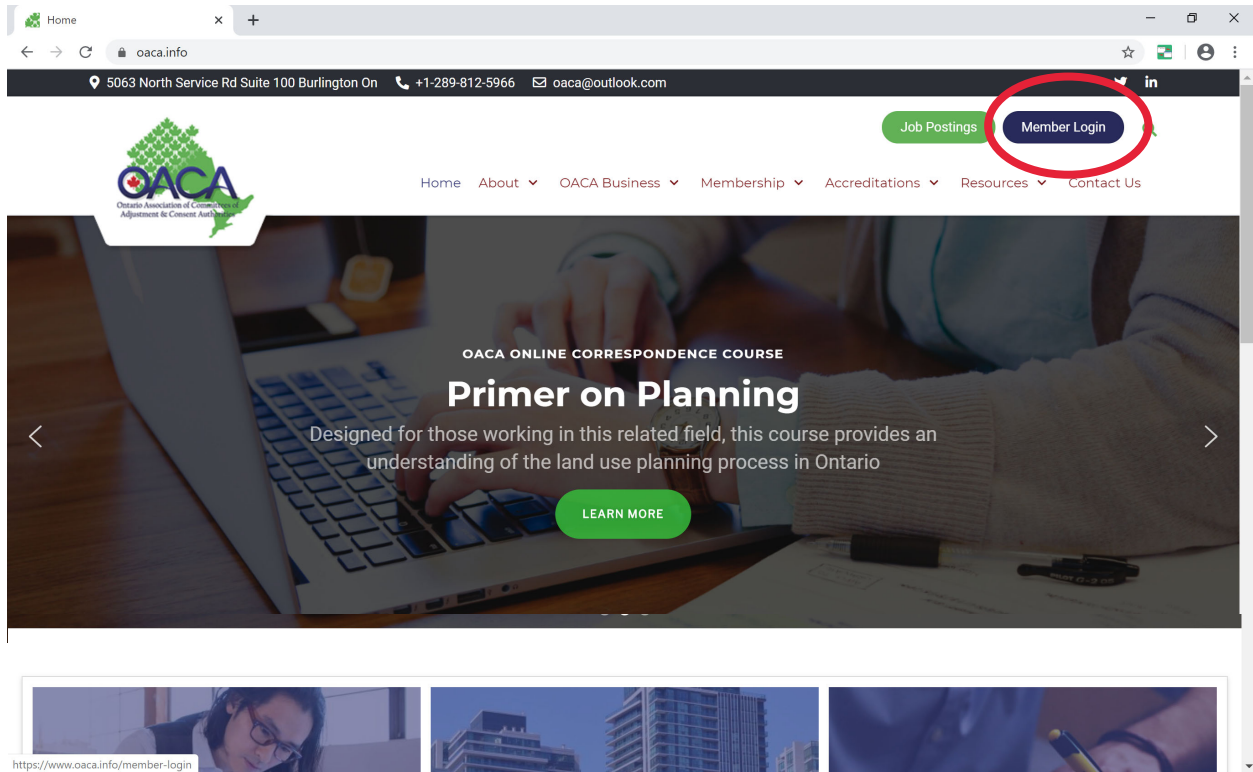 Home
oaca.info
5063 North Service Rd Suite 100 Burlington On +1-289-812-5966 oaca@outlook.com in
Job Postings Member Login
OACA
Ontario Association of Committees of
Adjustment & Consent Authorities
Home About OACA Business Membership Accreditations Resources Contact Us
OACA ONLINE CORRESPONDENCE COURSE
Primer on Planning
Designed for those working in this related field, this course provides an
understanding of the land use planning process in Ontario
LEARN MORE
https://www.oaca.info/member-login